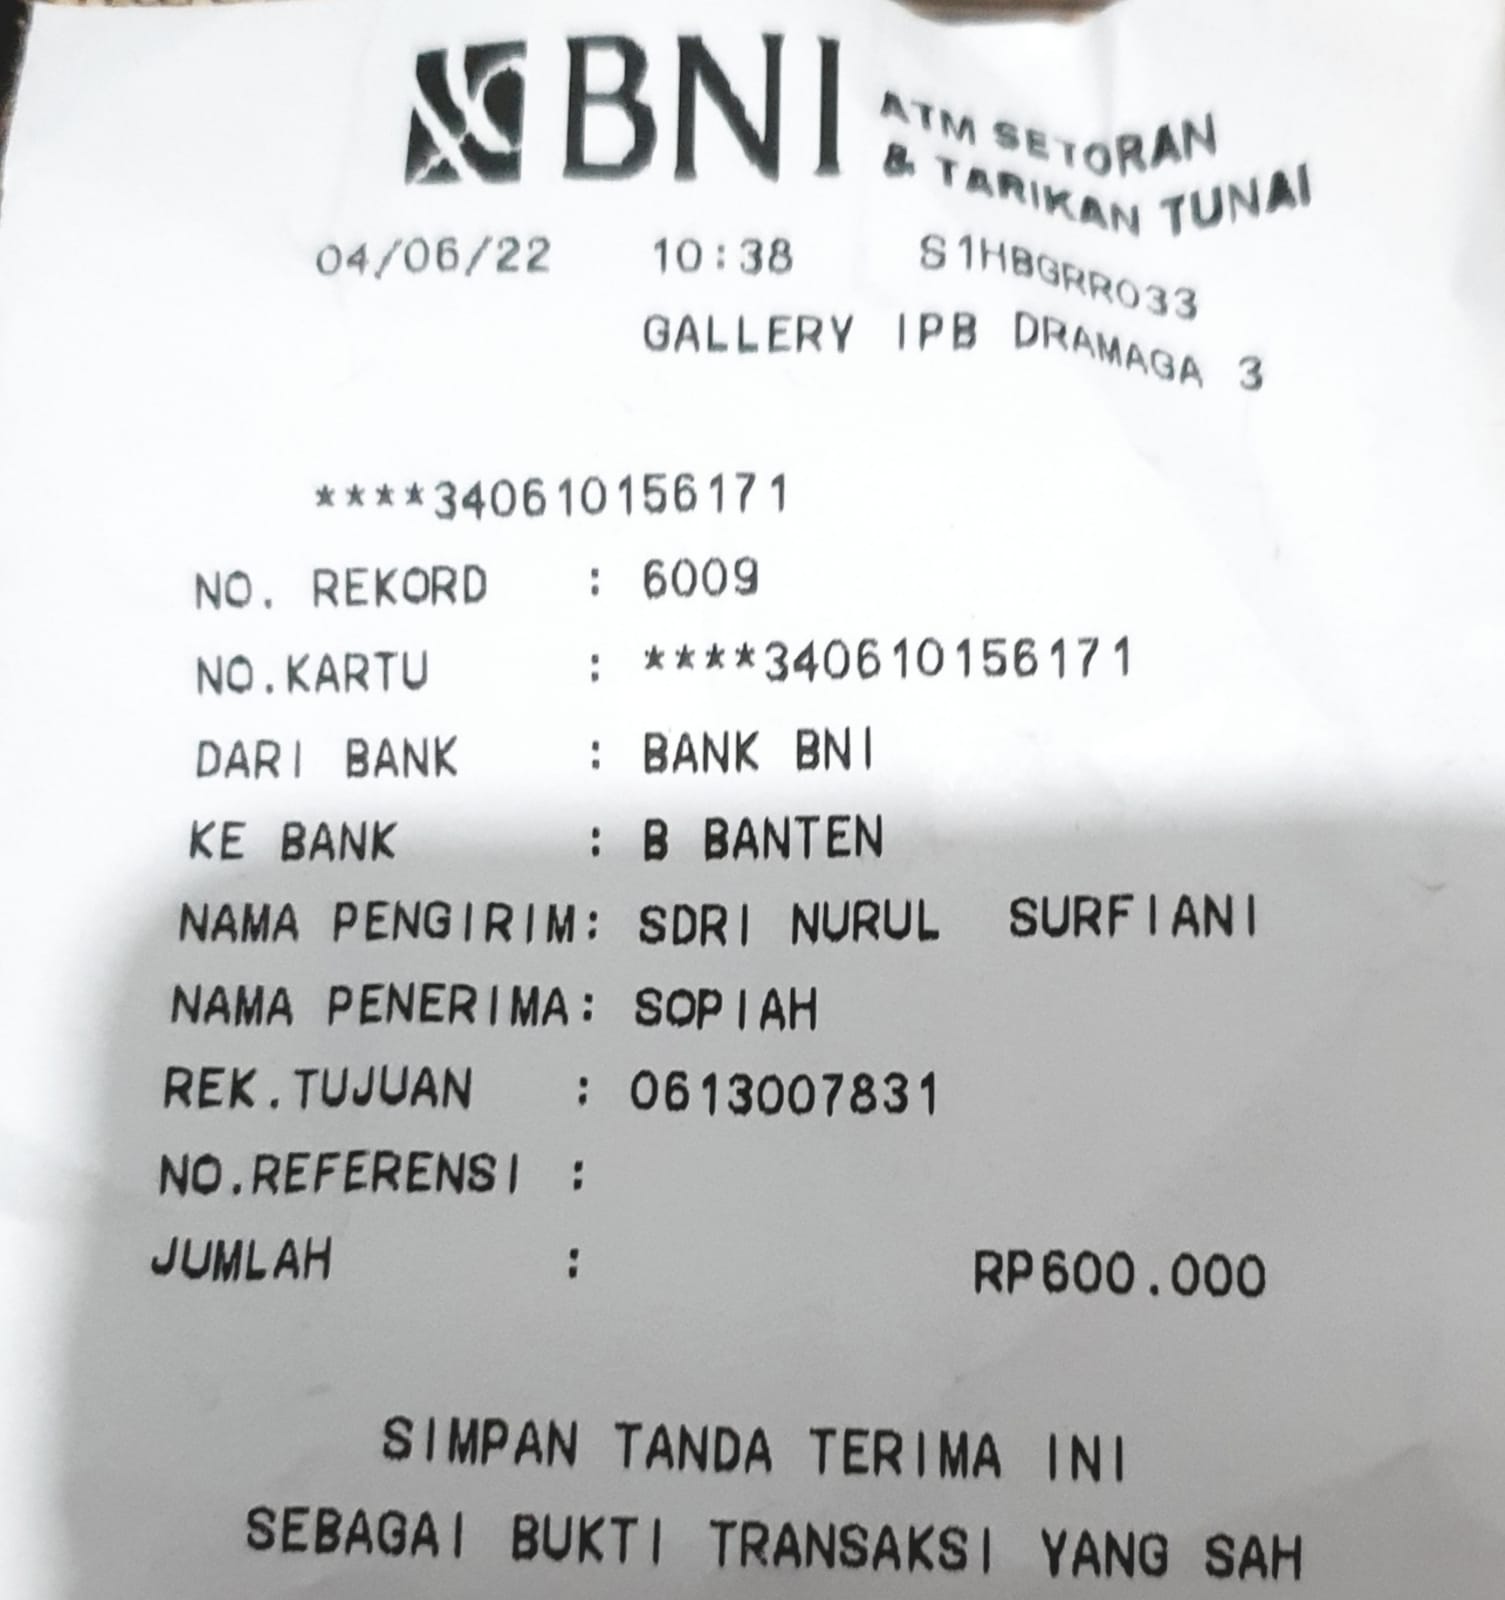 BNI ATM SETORAN
& TARIKAN TUNAI
04/06/22 10:38 S1HBGRR033
GALLERY IPB DRAMAGA 3
****340610156171
NO. REKORD : 6009
NO.KARTU : ****340610156171
DARI BANK : BANK BNI
KE BANK : B BANTEN
NAMA PENGIRIM: SDRI NURUL SURFIANI
NAMA PENERIMA: SOPIAH
REK.TUJUAN : 0613007831
NO.REFERENSI :
JUMLAH : RP600.000
SIMPAN TANDA TERIMA INI
SEBAGAI BUKTI TRANSAKSI YANG SAH